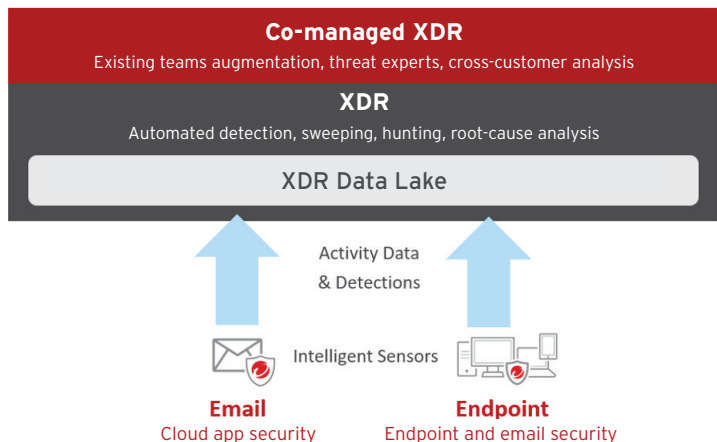 Co-managed XDR
Existing teams augmentation, threat experts, cross-customer analysis
XDR
Automated detection, sweeping, hunting, root-cause analysis
XDR Data Lake
Activity Data
& Detections
Intelligent Sensors
Email
Cloud app security
Endpoint
Endpoint and email security